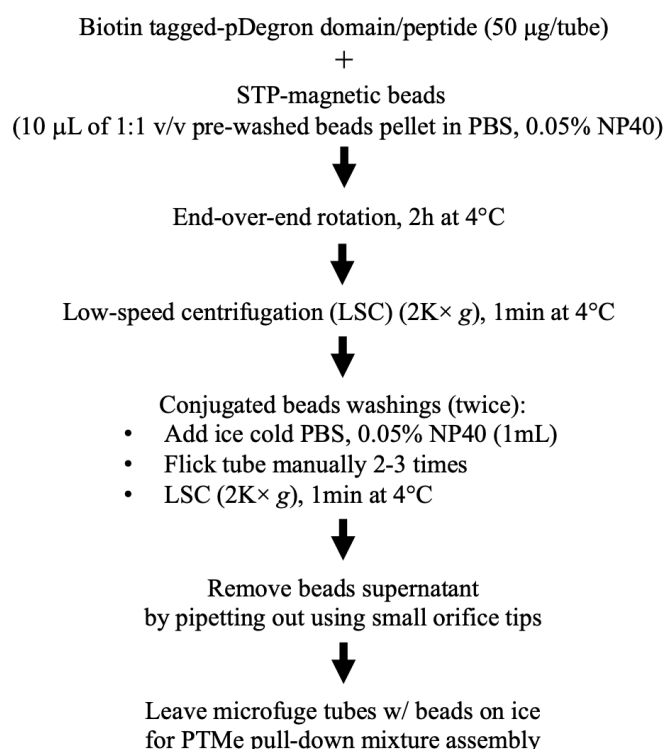 Biotin tagged-pDegron domain/peptide (50 μg/tube)
+
STP-magnetic beads
(10 μL of 1:1 v/v pre-washed beads pellet in PBS, 0.05% NP40)
End-over-end rotation, 2h at 4°C
Low-speed centrifugation (LSC) (2K× g), 1min at 4°C
Conjugated beads washings (twice):
• Add ice cold PBS, 0.05% NP40 (1mL)
• Flick tube manually 2-3 times
• LSC (2K× g), 1min at 4°C
Remove beads supernatant
by pipetting out using small orifice tips
Leave microfuge tubes w/ beads on ice
for PTMe pull-down mixture assembly